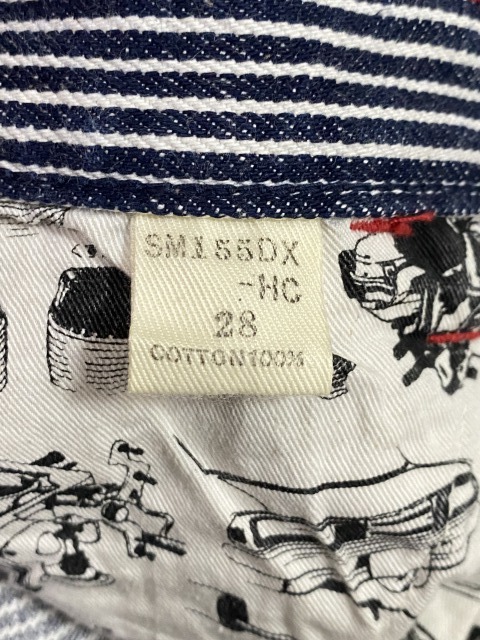 SM155DX
-HC
28
COTTON100%